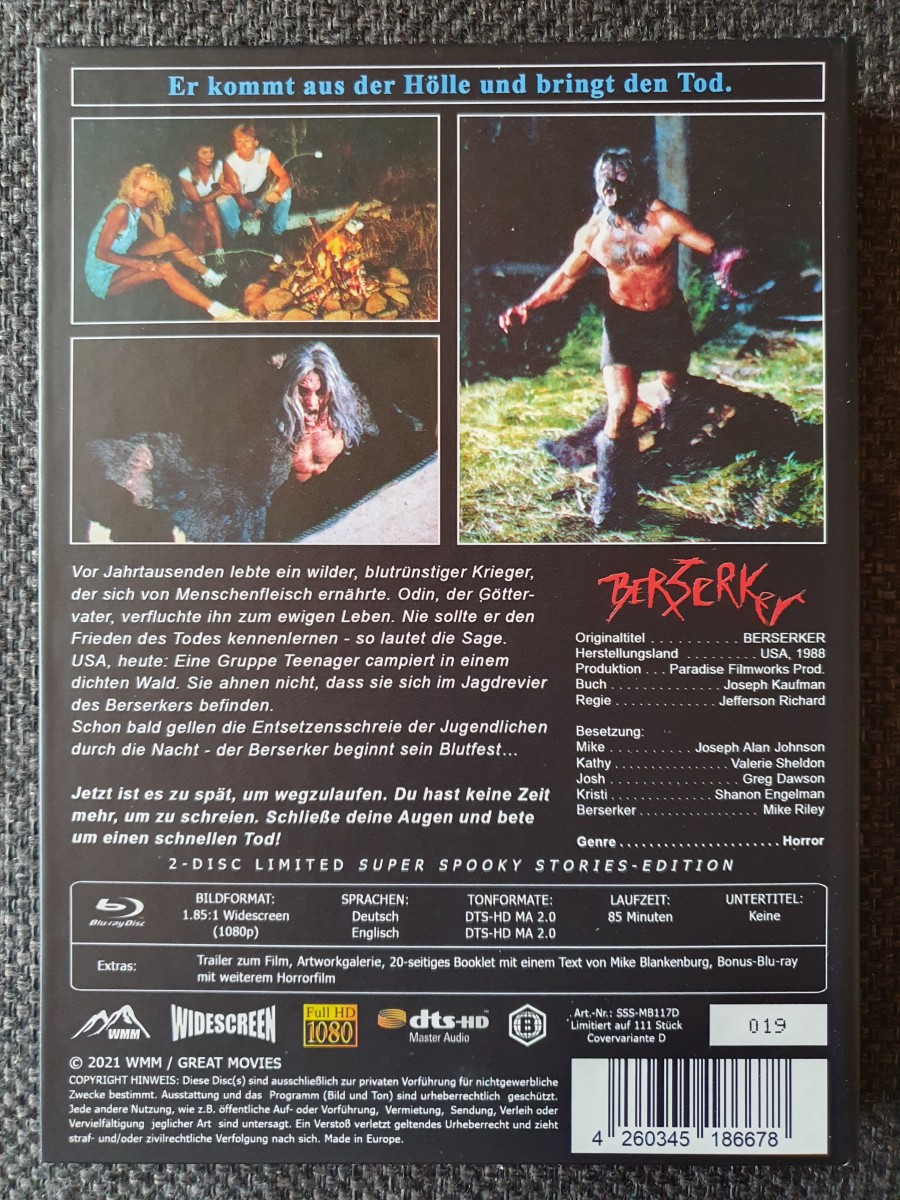 Er kommt aus der Hölle und bringt den Tod.
Vor Jahrtausenden lebte ein wilder, blutrünstiger Krieger,
der sich von Menschenfleisch ernährte. Odin, der Götter-
vater, verfluchte ihn zum ewigen Leben. Nie sollte er den
Frieden des Todes kennenlernen - so lautet die Sage.
USA, heute: Eine Gruppe Teenager campiert in einem
dichten Wald. Sie ahnen nicht, dass sie sich im Jagdrevier
des Berserkers befinden.
Schon bald gellen die Entsetzensschreie der Jugendlichen
durch die Nacht - der Berserker beginnt sein Blutfest...
Jetzt ist es zu spät, um wegzulaufen. Du hast keine Zeit
mehr, um zu schreien. Schließe deine Augen und bete
um einen schnellen Tod!
BERSERKER
Originaltitel . . . . . . . . . . BERSERKER
Herstellungsland . . . . . . . . . USA, 1988
Produktion . . . Paradise Filmworks Prod.
Buch . . . . . . . . . . . . . . . Joseph Kaufman
Regie . . . . . . . . . . . . . . Jefferson Richard
Besetzung:
Mike . . . . . . . . . . . Joseph Alan Johnson
Kathy . . . . . . . . . . . . . . . Valerie Sheldon
Josh . . . . . . . . . . . . . . . . . Greg Dawson
Kristi . . . . . . . . . . . . . Shanon Engelman
Berserker . . . . . . . . . . . . . . . . Mike Riley
Genre . . . . . . . . . . . . . . . . . . . . . . Horror
2-DISC LIMITED SUPER SPOOKY STORIES-EDITION
Blu-ray Disc
BILDFORMAT:
1.85:1 Widescreen
(1080p)
SPRACHEN:
Deutsch
Englisch
TONFORMATE:
DTS-HD MA 2.0
DTS-HD MA 2.0
LAUFZEIT:
85 Minuten
UNTERTITEL:
Keine
Extras:
Trailer zum Film, Artworkgalerie, 20-seitiges Booklet mit einem Text von Mike Blankenburg, Bonus-Blu-ray
mit weiterem Horrorfilm
WMM
WIDESCREEN
Full HD
1080
dts-HD
Master Audio
B
Art.-Nr.: SSS-MB117D
Limitiert auf 111 Stück
Covervariante D
019
© 2021 WMM / GREAT MOVIES
COPYRIGHT HINWEIS: Diese Disc(s) sind ausschließlich zur privaten Vorführung für nichtgewerbliche
Zwecke bestimmt. Ausstattung und das Programm (Bild und Ton) sind urheberrechtlich geschützt.
Jede andere Nutzung, wie z.B. öffentliche Auf- oder Vorführung, Vermietung, Sendung, Verleih oder
Vervielfältigung jeglicher Art sind untersagt. Ein Verstoß verletzt geltendes Urheberrecht und zieht
straf- und/oder zivilrechtliche Verfolgung nach sich. Made in Europe.
4 260345 186678